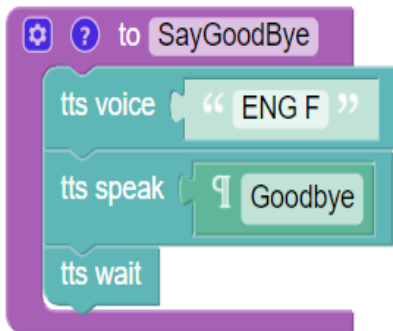 ? to SayGoodBye
tts voice “ ENG F ”
tts speak ¶ Goodbye
tts wait